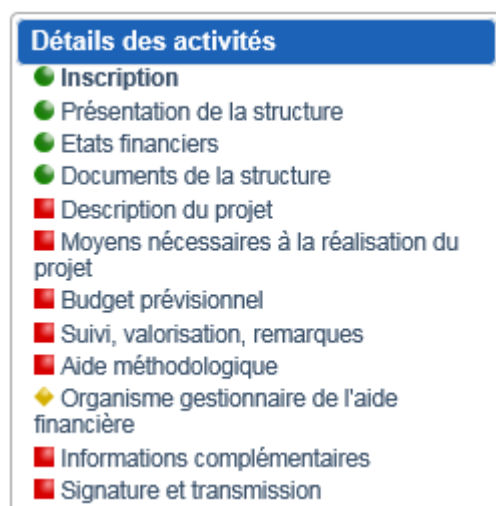 Détails des activités
Inscription
Présentation de la structure
Etats financiers
Documents de la structure
Description du projet
Moyens nécessaires à la réalisation du
projet
Budget prévisionnel
Suivi, valorisation, remarques
Aide méthodologique
Organisme gestionnaire de l'aide
financière
Informations complémentaires
Signature et transmission